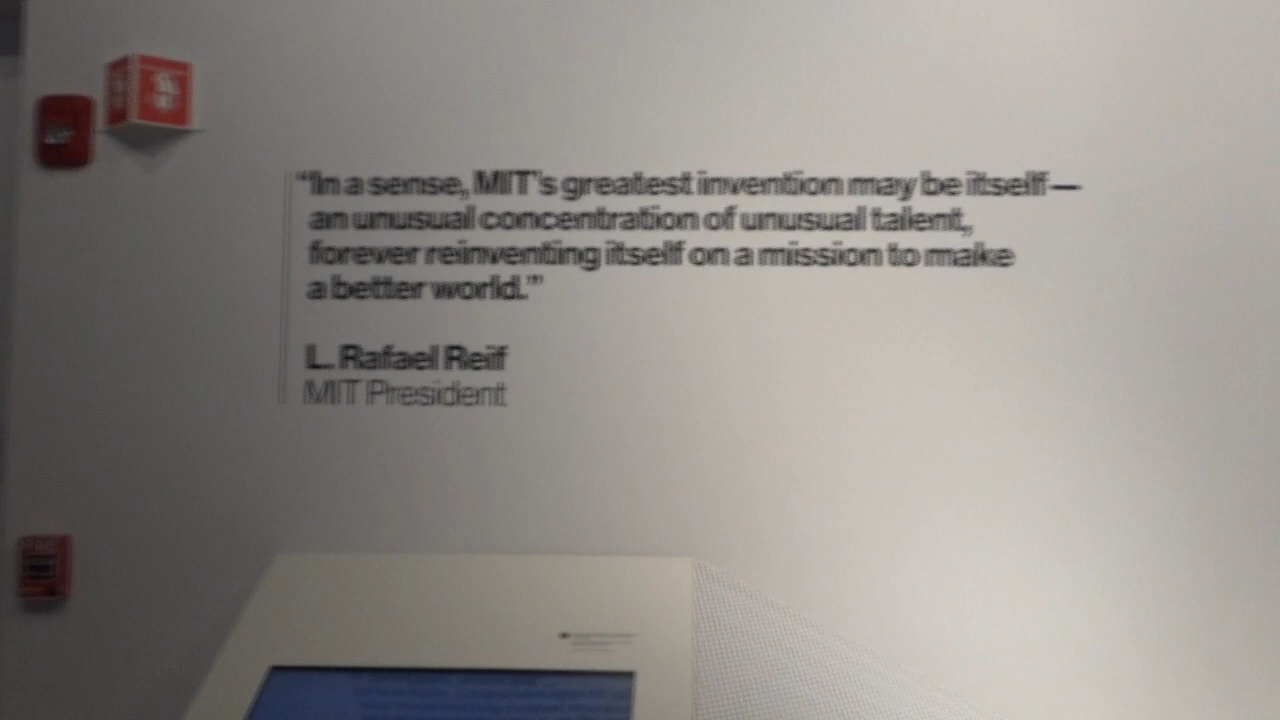 “In a sense, MIT’s greatest invention may be itself—
an unusual concentration of unusual talent,
forever reinventing itself on a mission to make
a better world.”
L. Rafael Reif
MIT President